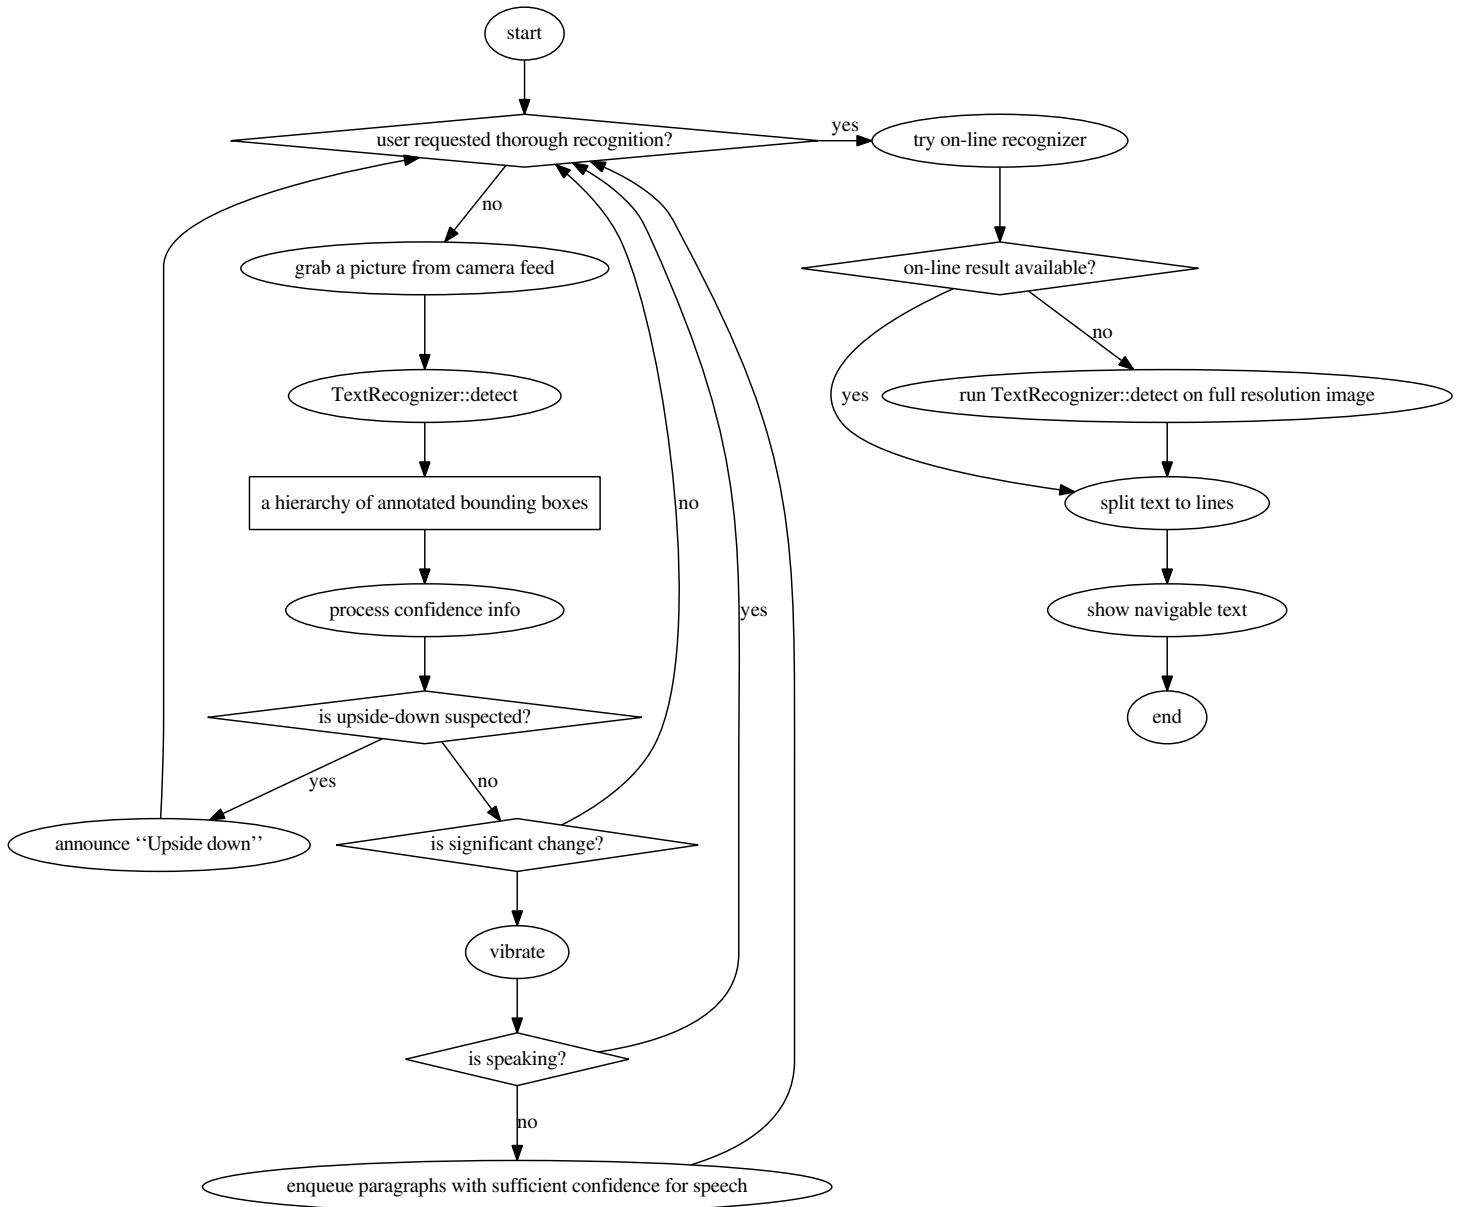 start
user requested thorough recognition?
yes
try on-line recognizer
no
grab a picture from camera feed
on-line result available?
no
TextRecognizer::detect
yes
run TextRecognizer::detect on full resolution image
a hierarchy of annotated bounding boxes
no
split text to lines
process confidence info
yes
show navigable text
is upside-down suspected?
end
yes
no
announce ‘‘Upside down’’
is significant change?
vibrate
is speaking?
no
enqueue paragraphs with sufficient confidence for speech